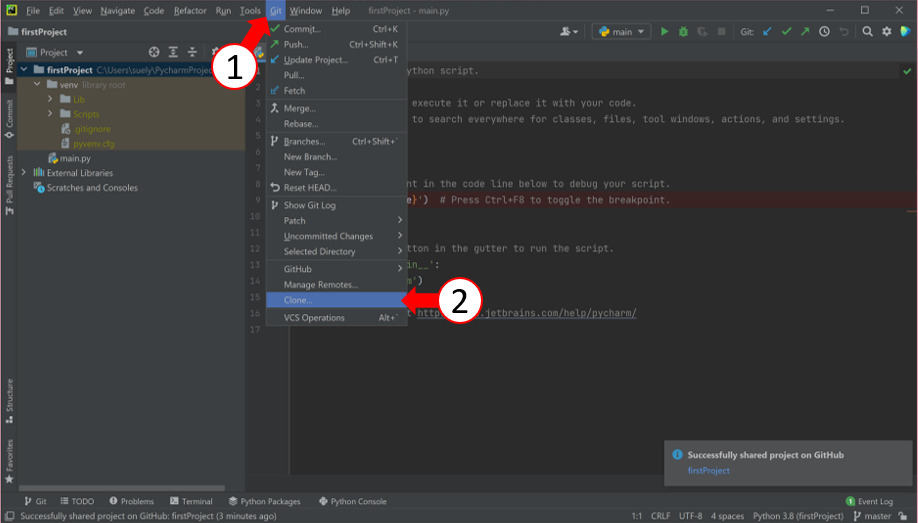 File Edit View Navigate Code Refactor Run Tools Git Window Help firstProject - main.py
firstProject
main
Git:
Project
firstProject C:\Users\suely\PycharmProjec
venv library root
Lib
Scripts
.gitignore
pyvenv.cfg
main.py
External Libraries
Scratches and Consoles
Project
Commit
Pull Requests
Structure
Favorites
1
Commit... Ctrl+K
Push... Ctrl+Shift+K
Update Project... Ctrl+T
Pull...
Fetch
Merge...
Rebase...
Branches... Ctrl+Shift+`
New Branch...
New Tag...
Reset HEAD...
Show Git Log
Patch
Uncommitted Changes
Selected Directory
GitHub
Manage Remotes...
Clone...
VCS Operations Alt+`
2
1
2
3
4
5
6
7
8
9
10
11
12
13
14
15
16
17
ython script.
execute it or replace it with your code.
to search everywhere for classes, files, tool windows, actions, and settings.
nt in the code line below to debug your script.
e}') # Press Ctrl+F8 to toggle the breakpoint.
tton in the gutter to run the script.
in__':
m')
t http .jetbrains.com/help/pycharm/
Successfully shared project on GitHub
firstProject
Git TODO Problems Terminal Python Packages Python Console 1 Event Log
Successfully shared project on GitHub: firstProject (3 minutes ago) 1:1 CRLF UTF-8 4 spaces Python 3.8 (firstProject) master